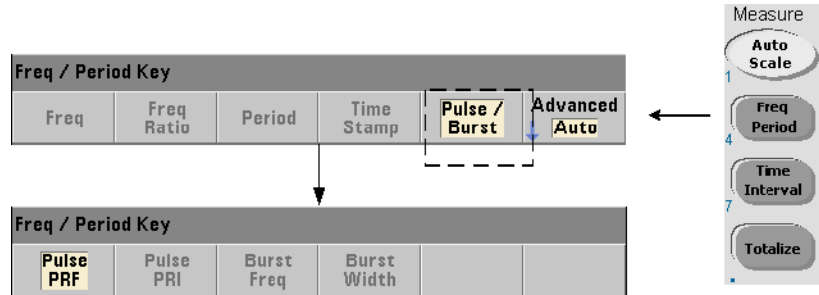 Measure
Auto
Scale
1
Freq
Period
4
Time
Interval
7
Totalize
.
Freq / Period Key
Freq
Freq
Ratio
Period
Time
Stamp
Pulse /
Burst
Advanced
Auto
Freq / Period Key
Pulse
PRF
Pulse
PRI
Burst
Freq
Burst
Width